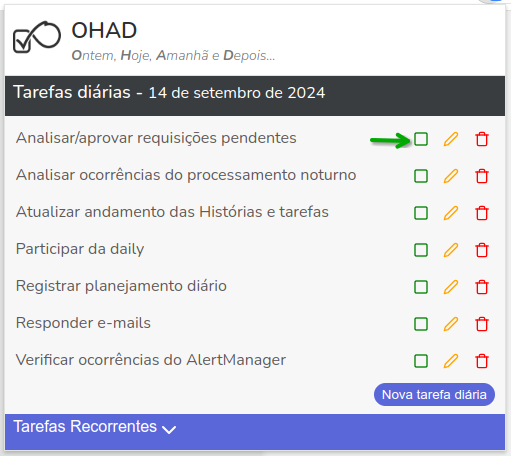 OHAD
Ontem, Hoje, Amanhã e Depois...
Tarefas diárias - 14 de setembro de 2024
Analisar/aprovar requisições pendentes
Analisar ocorrências do processamento noturno
Atualizar andamento das Histórias e tarefas
Participar da daily
Registrar planejamento diário
Responder e-mails
Verificar ocorrências do AlertManager
Nova tarefa diária
Tarefas Recorrentes